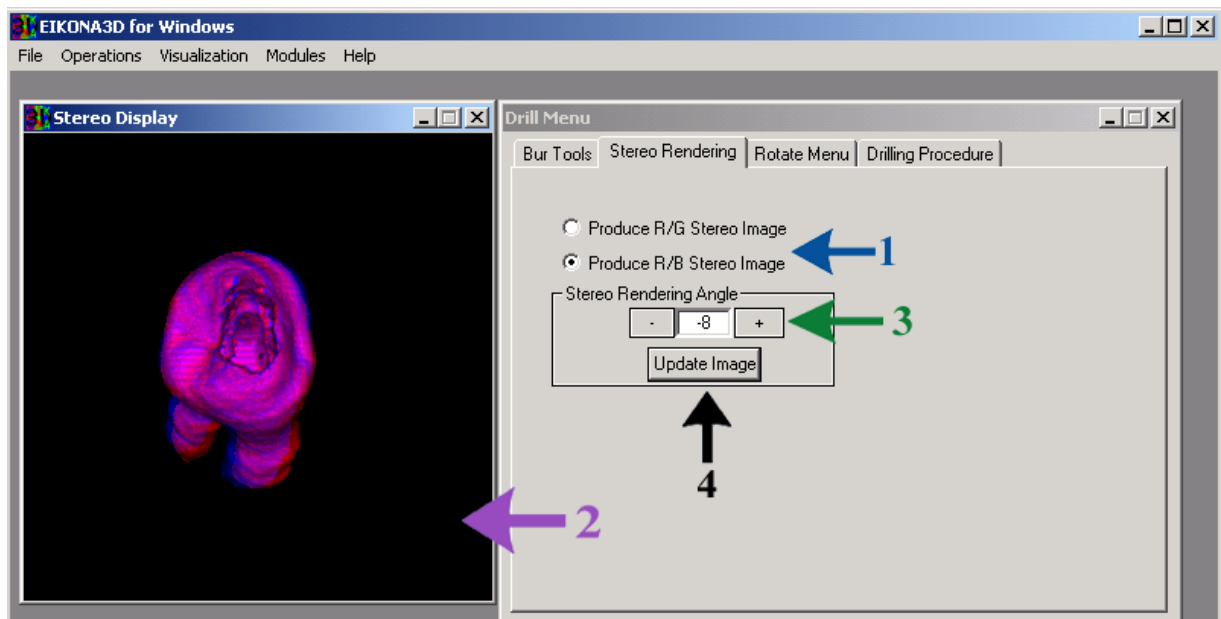 EIKONA3D for Windows
File Operations Visualization Modules Help
Stereo Display
Drill Menu
Bur Tools Stereo Rendering Rotate Menu Drilling Procedure
Produce R/G Stereo Image
Produce R/B Stereo Image
1
Stereo Rendering Angle
- -8 +
3
Update Image
4
2